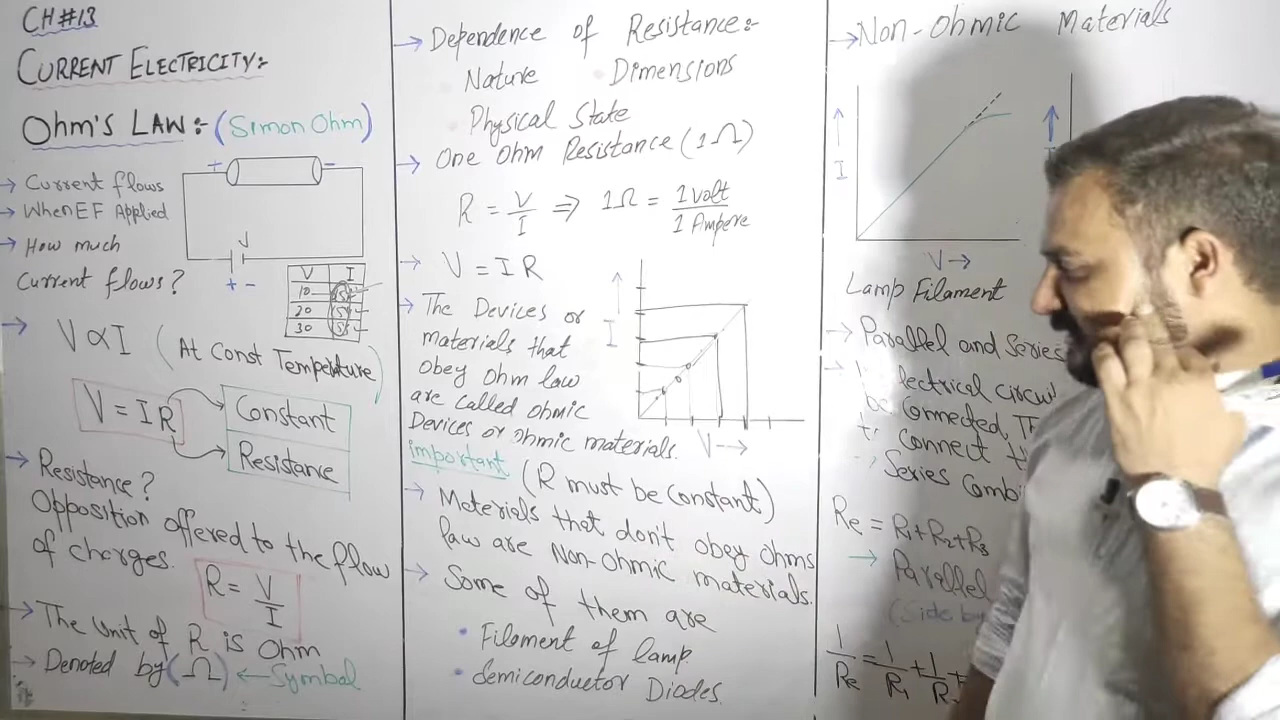 CH#13
CURRENT ELECTRICITY:-
OHM'S LAW:- (Simon Ohm)
+ -
→ Current flows
→ When EF Applied
→ How much
Current flows?
V
+ -
V I
10
20
30
→ V ∝ I (At Const Temperature)
V = I R
Constant
Resistance
→ Resistance?
Opposition offered to the flow
of charges.
R = V/I
→ The Unit of R is Ohm
→ Denoted by (Ω) ← Symbal
→ Dependence of Resistance:-
Nature Dimensions
Physical State
→ One Ohm Resistance (1Ω)
R = V/I ⇒ 1Ω = 1 volt / 1 Ampere
→ V = I R
→ The Devices or
materials that
obey ohm law
are called ohmic
Devices or ohmic materials.
I
V →
important (R must be constant)
→ Materials that don't obey Ohms
law are Non-Ohmic materials.
→ Some of them are
• Filament of lamp
• Semiconductor Diodes.
→ Non-Ohmic Materials
I
V →
Lamp Filament
→ Parallel and Series
be connected,
connect
Series
Re = R1+R2+R3
→ Parallel
(Side by
1/Re = 1/R1 + 1/R +